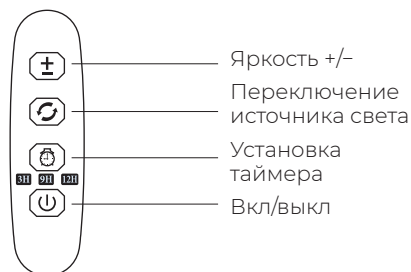 Яркость +/–
Переключение
источника света
Установка
таймера
3H 9H 12H
Вкл/выкл